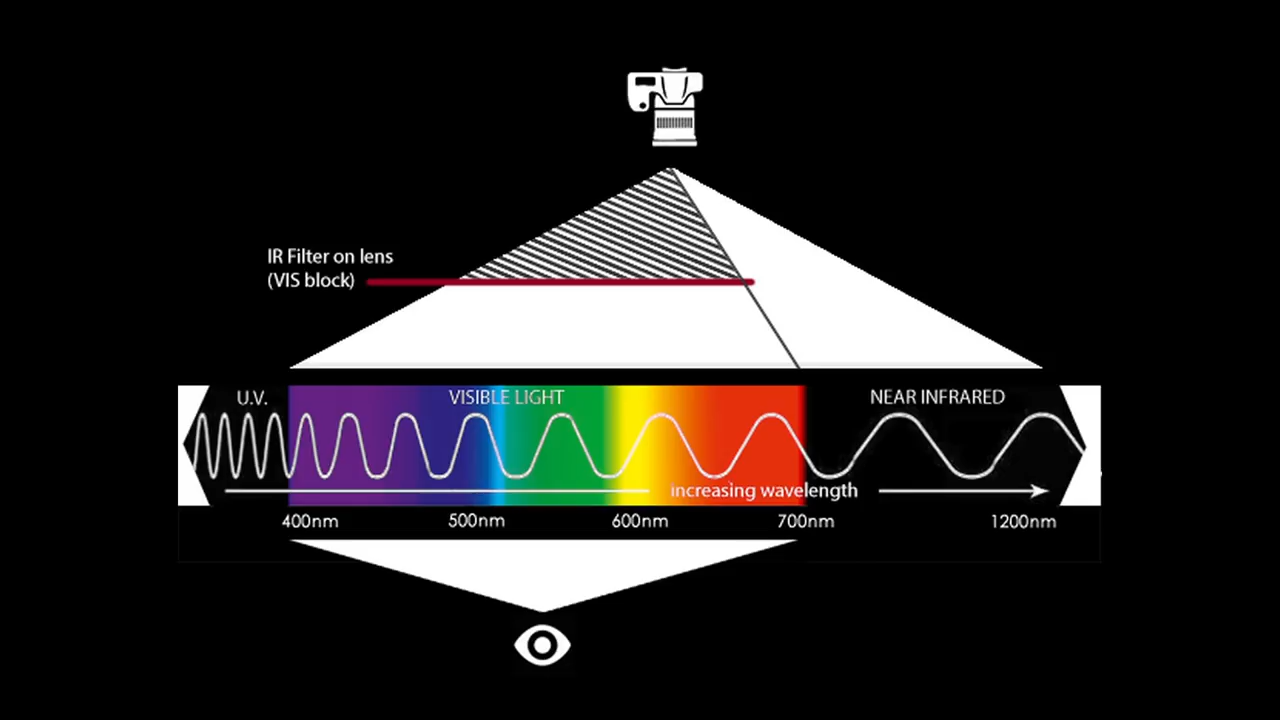 IR Filter on lens
(VIS block)
U.V.
VISIBLE LIGHT
NEAR INFRARED
increasing wavelength
400nm
500nm
600nm
700nm
1200nm